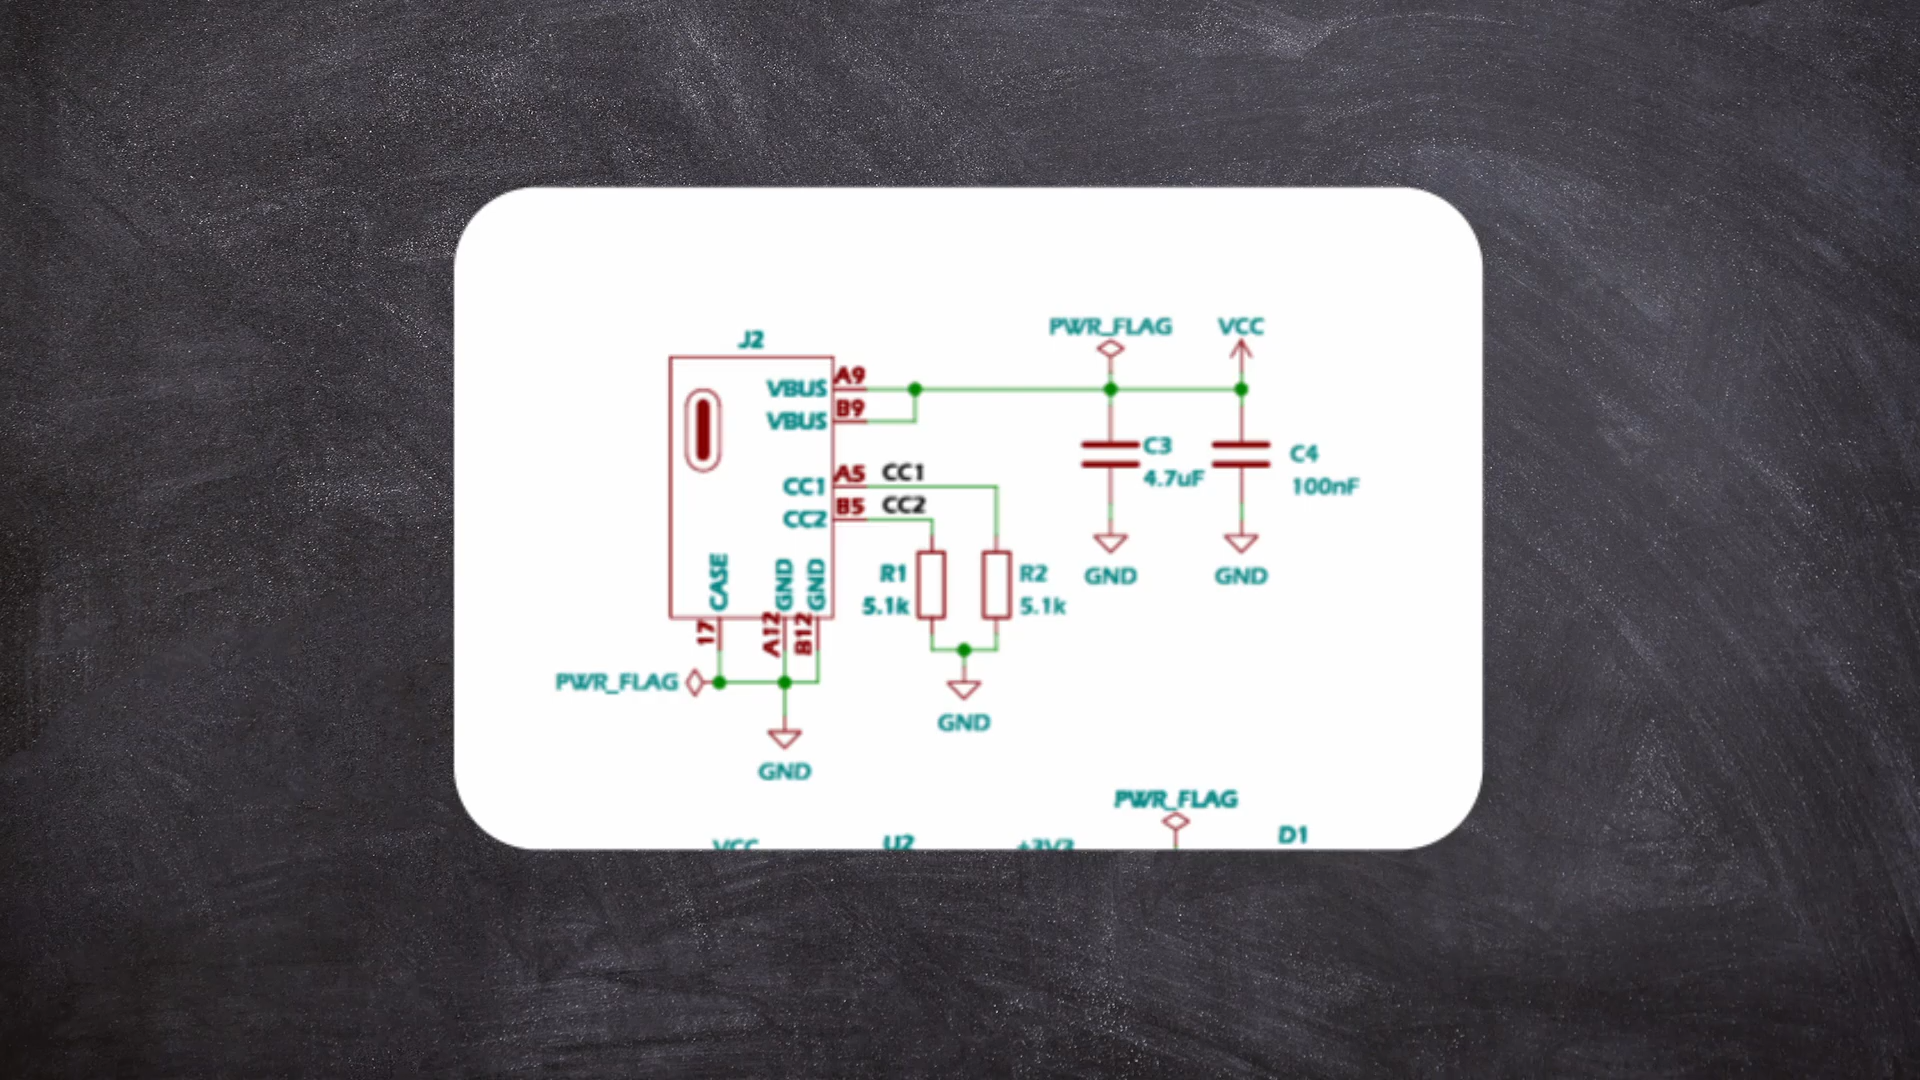 PWR_FLAG VCC
J2
VBUS A9
VBUS B9
C3
4.7uF
C4
100nF
CC1 A5 CC1
CC2 B5 CC2
GND GND
CASE GND GND
R1
5.1k
R2
5.1k
17 A12 B12
PWR_FLAG
GND
GND
PWR_FLAG
VCC U2 +3V3 D1